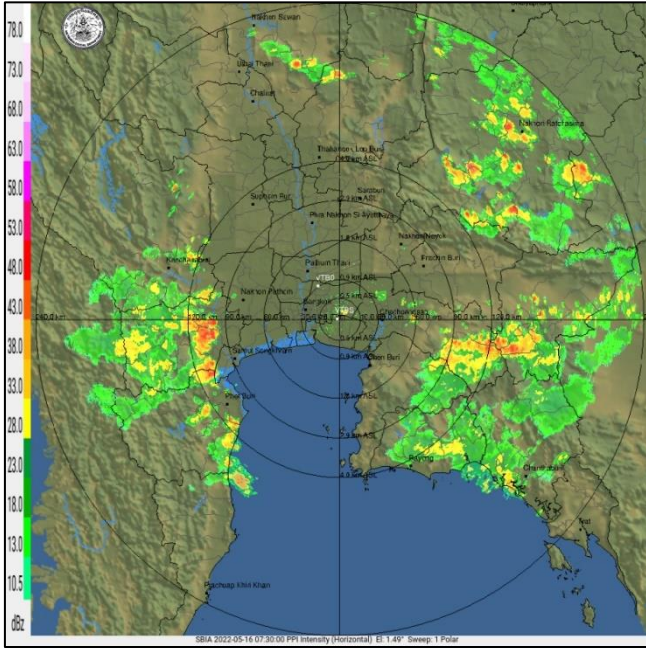 78.0
73.0
68.0
63.0
58.0
53.0
48.0
43.0
38.0
33.0
28.0
23.0
18.0
13.0
10.5
dBz
Nakhon Sawan
Uthai Thani
Chainat
Nakhon Ratchasima
Saraburi
Suphan Buri
Phra Nakhon Si Ayutthaya
Nakhon Nayok
Prachin Buri
Pathum Thani
Kanchanaburi
VTBD
Nakhon Pathom
Bangkok
Chachoengsao
240.0 km
Samut Songkhram
Chon Buri
Phet Buri
Rayong
Chanthaburi
Trat
Prachuap Khiri Khan
SBIA 2022-05-16 07:30:00 PPI Intensity (Horizontal) El: 1.49° Sweep: 1 Polar